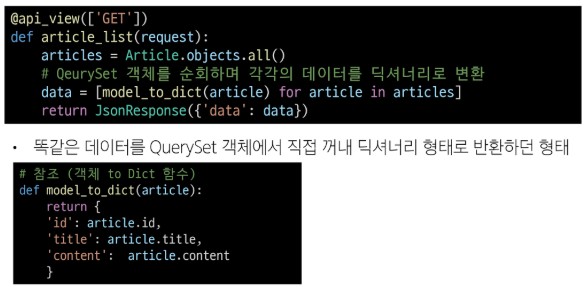 @api_view(['GET'])
def article_list(request):
    articles = Article.objects.all()
    # QeurySet 객체를 순회하며 각각의 데이터를 딕셔너리로 변환
    data = [model_to_dict(article) for article in articles]
    return JsonResponse({'data': data})
• 똑같은 데이터를 QuerySet 객체에서 직접 꺼내 딕셔너리 형태로 반환하던 형태
# 참조 (객체 to Dict 함수)
def model_to_dict(article):
    return {
    'id': article.id,
    'title': article.title,
    'content':  article.content
    }